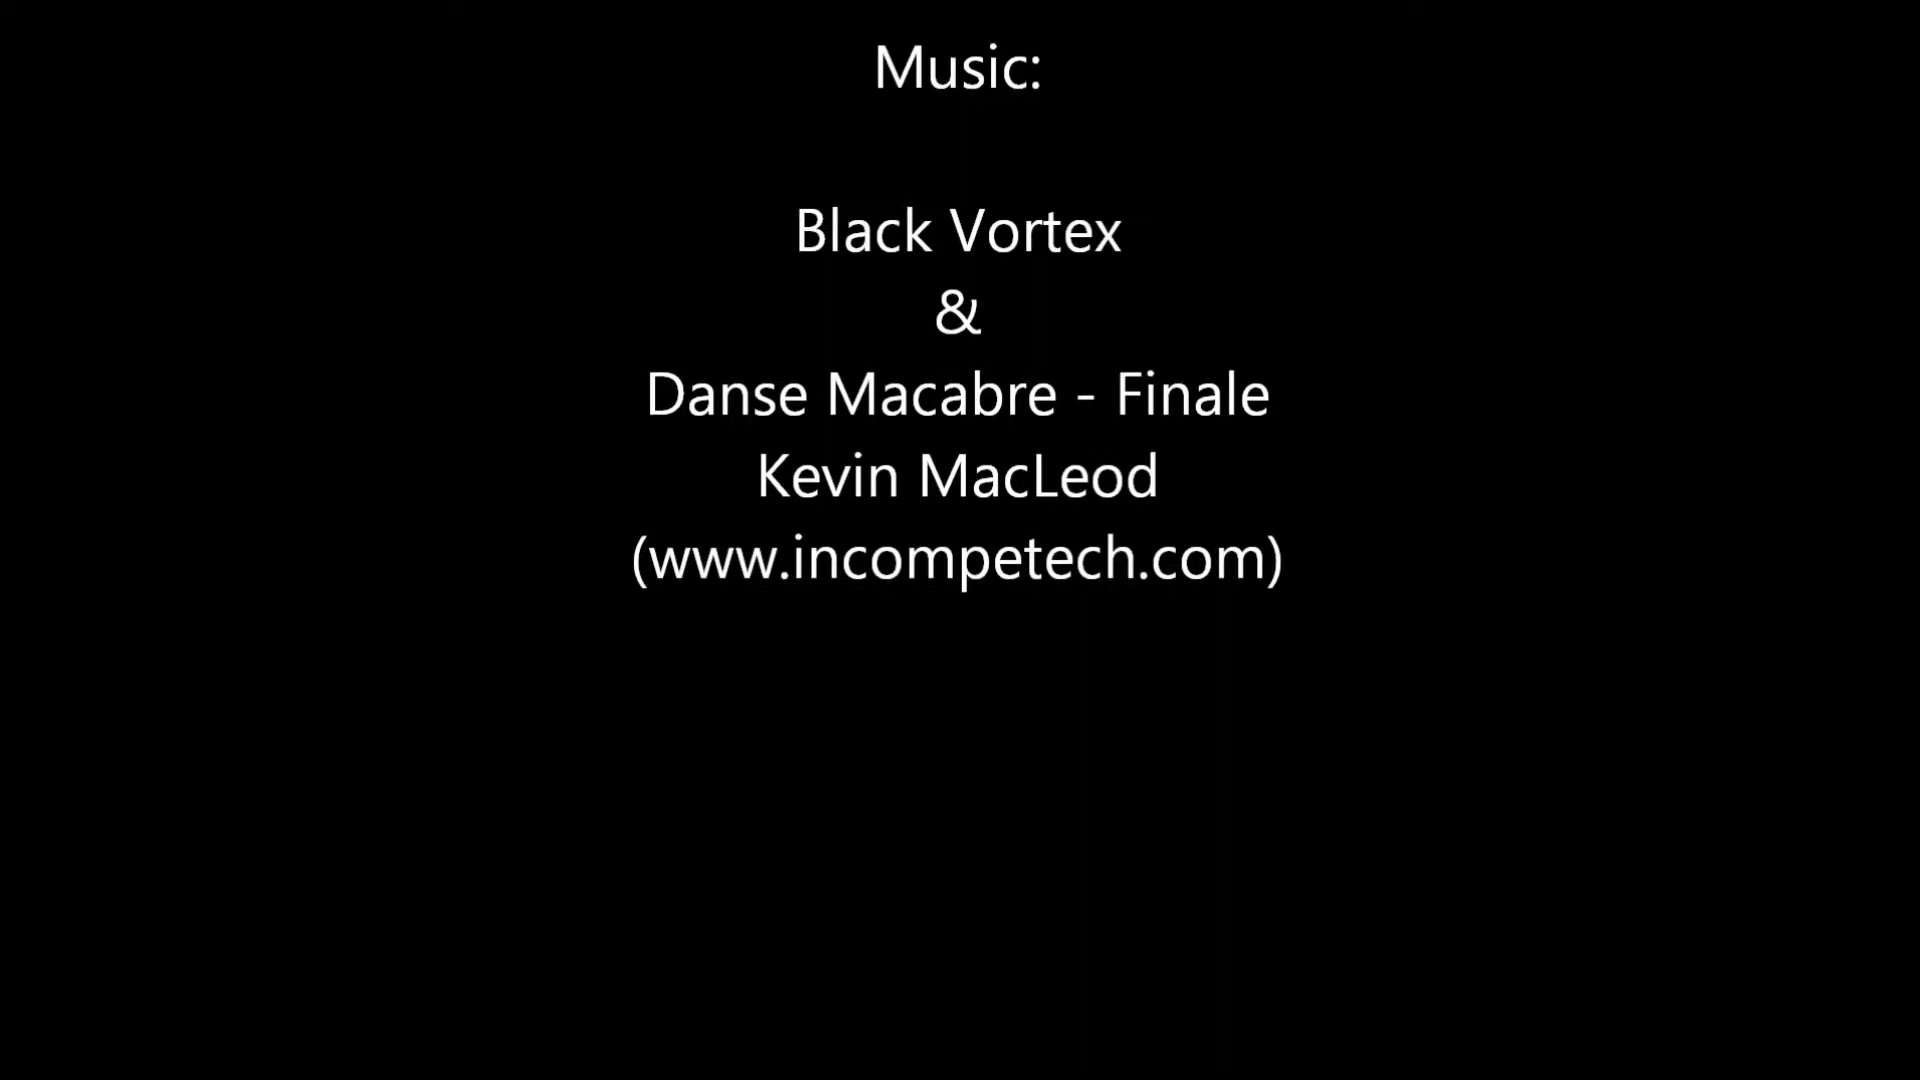 Music:
Black Vortex
&
Danse Macabre - Finale
Kevin MacLeod
(www.incompetech.com)